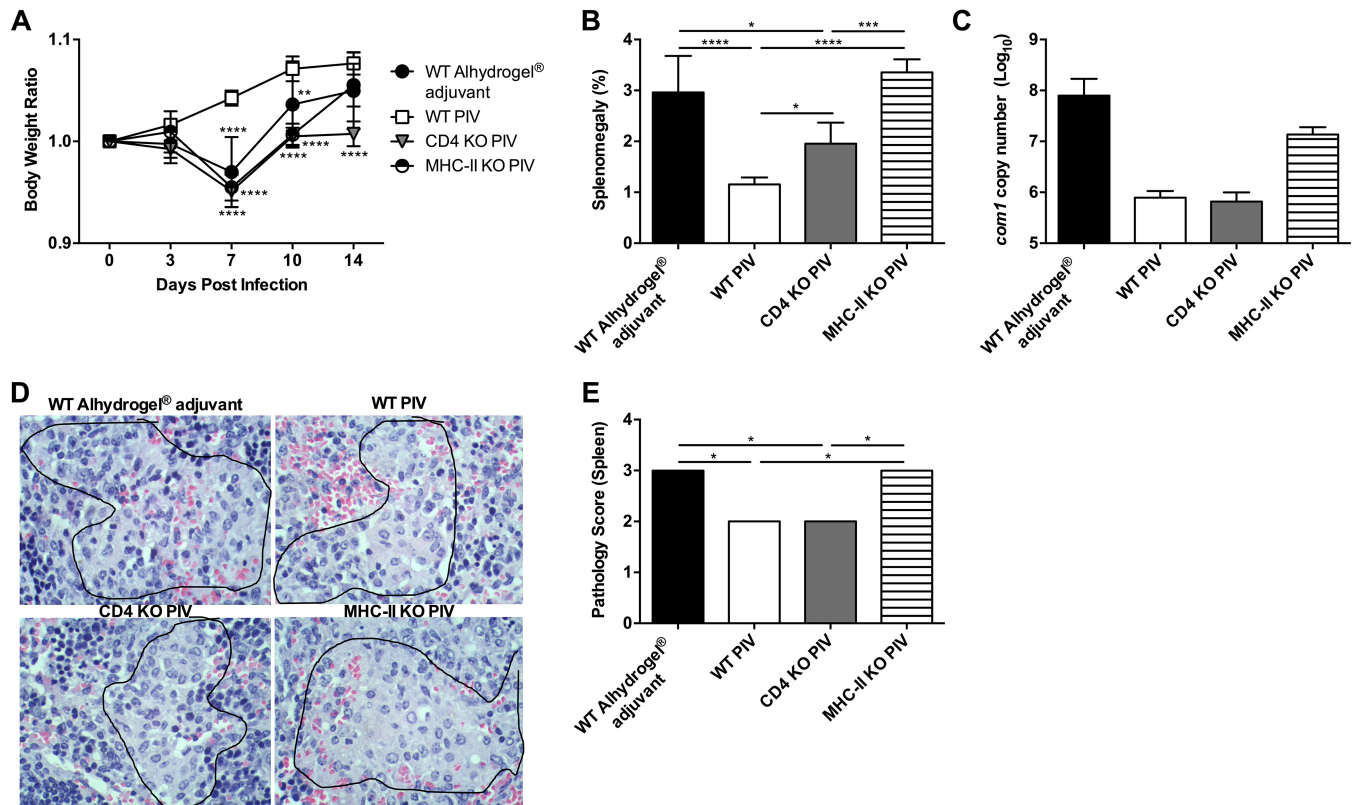 A
1.1
1.0
0.9
Body Weight Ratio
0
3
7
10
14
Days Post Infection
****
****
****
**
****
****
****
WT Alhydrogel®
adjuvant
WT PIV
CD4 KO PIV
MHC-II KO PIV
B
4
3
2
1
0
Splenomegaly (%)
*
***
****
****
*
WT Alhydrogel®
adjuvant
WT PIV
CD4 KO PIV
MHC-II KO PIV
C
9
8
7
6
5
com1 copy number (Log10)
WT Alhydrogel®
adjuvant
WT PIV
CD4 KO PIV
MHC-II KO PIV
D
WT Alhydrogel® adjuvant
WT PIV
CD4 KO PIV
MHC-II KO PIV
E
4
3
2
1
0
Pathology Score (Spleen)
*
*
*
*
WT Alhydrogel®
adjuvant
WT PIV
CD4 KO PIV
MHC-II KO PIV